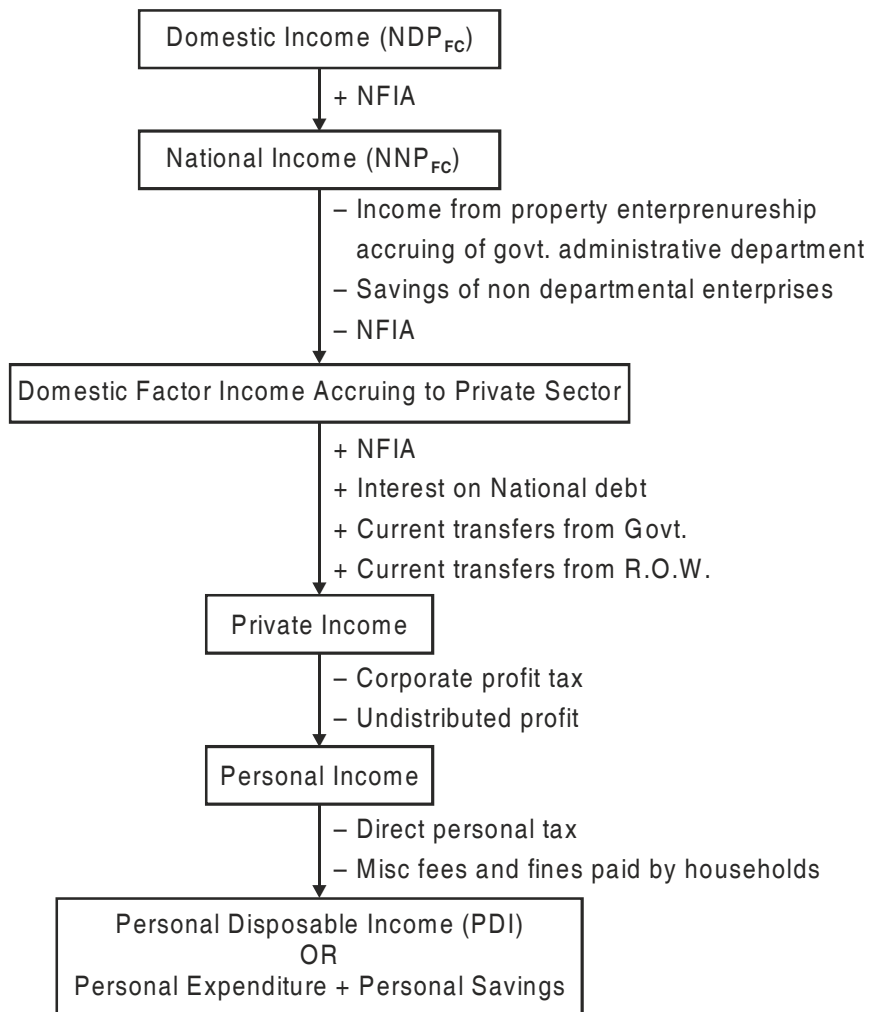 Domestic Income (NDPFC)
+ NFIA
National Income (NNPFC)
– Income from property enterprenureship
accruing of govt. administrative department
– Savings of non departmental enterprises
– NFIA
Domestic Factor Income Accruing to Private Sector
+ NFIA
+ Interest on National debt
+ Current transfers from Govt.
+ Current transfers from R.O.W.
Private Income
– Corporate profit tax
– Undistributed profit
Personal Income
– Direct personal tax
– Misc fees and fines paid by households
Personal Disposable Income (PDI)
OR
Personal Expenditure + Personal Savings